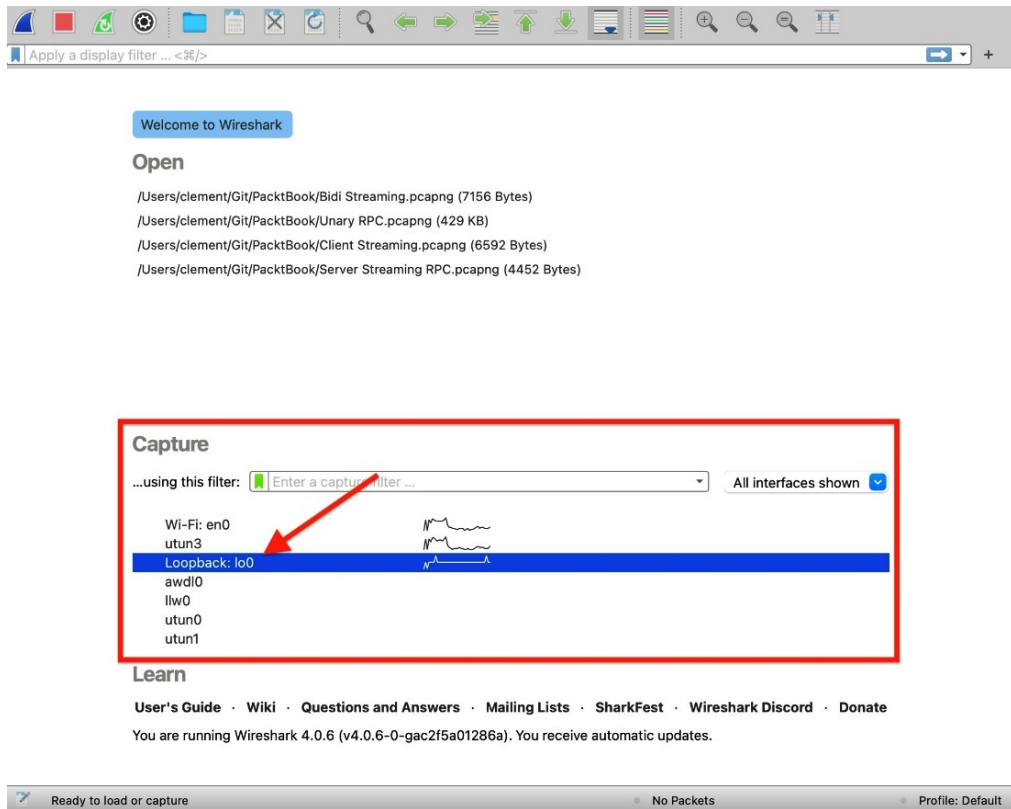 Apply a display filter ... <⌘/>
+
Welcome to Wireshark
Open
/Users/clement/Git/PacktBook/Bidi Streaming.pcapng (7156 Bytes)
/Users/clement/Git/PacktBook/Unary RPC.pcapng (429 KB)
/Users/clement/Git/PacktBook/Client Streaming.pcapng (6592 Bytes)
/Users/clement/Git/PacktBook/Server Streaming RPC.pcapng (4452 Bytes)
Capture
...using this filter: Enter a capture filter ... All interfaces shown
Wi-Fi: en0
utun3
Loopback: lo0
awdl0
llw0
utun0
utun1
Learn
User's Guide · Wiki · Questions and Answers · Mailing Lists · SharkFest · Wireshark Discord · Donate
You are running Wireshark 4.0.6 (v4.0.6-0-gac2f5a01286a). You receive automatic updates.
Ready to load or capture No Packets Profile: Default